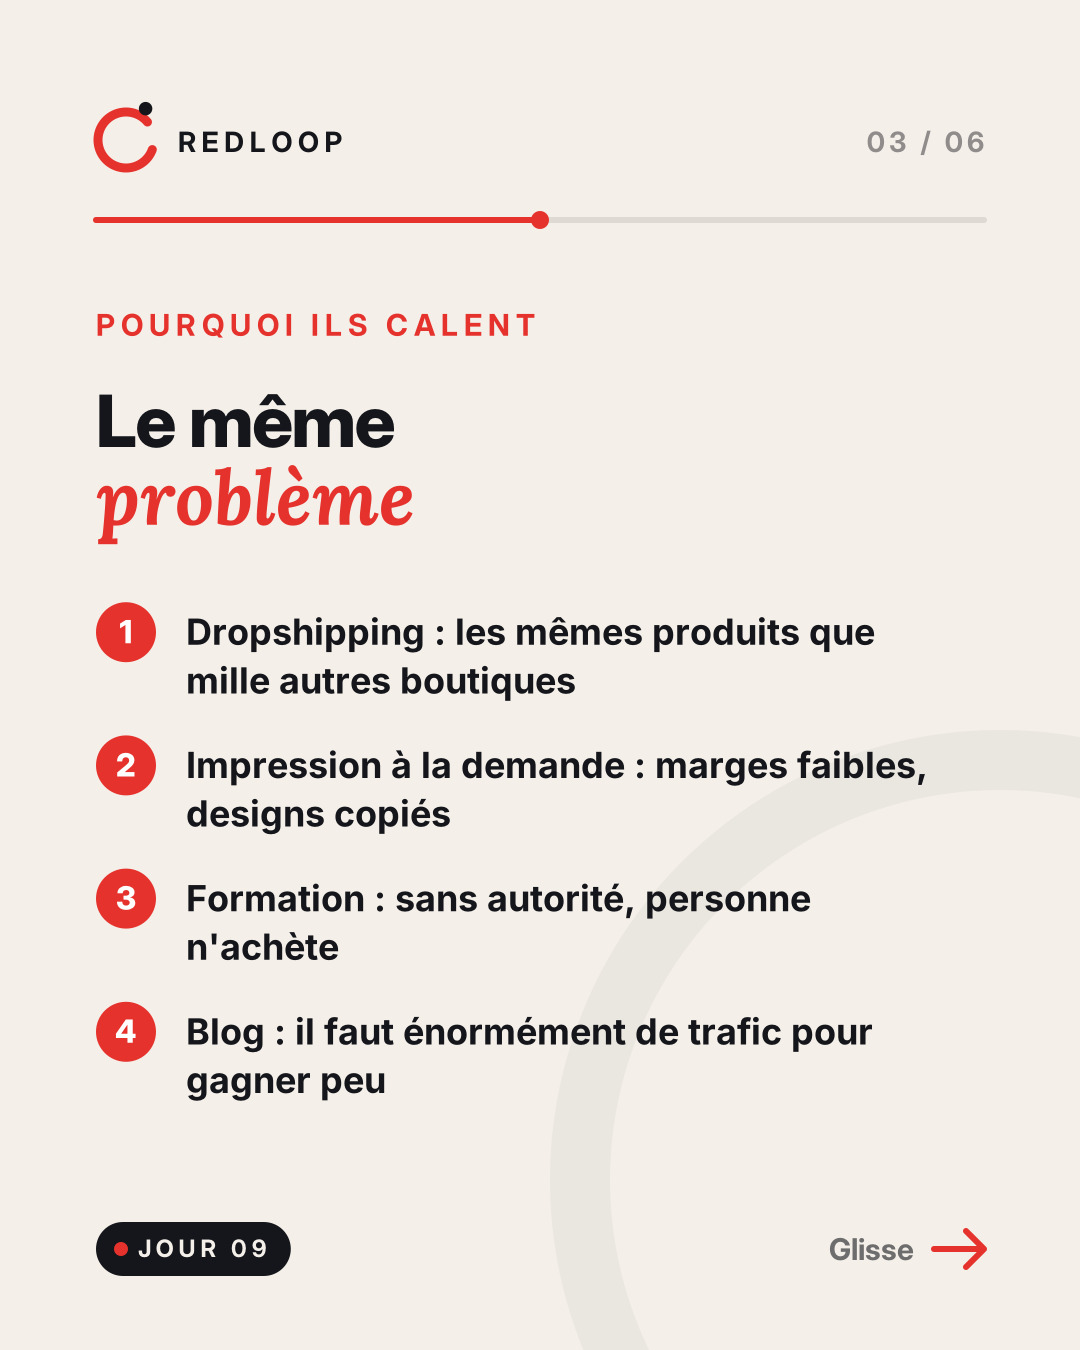 REDLOOP
03 / 06
POURQUOI ILS CALENT
Le même
problème
1 Dropshipping : les mêmes produits que
mille autres boutiques
2 Impression à la demande : marges faibles,
designs copiés
3 Formation : sans autorité, personne
n'achète
4 Blog : il faut énormément de trafic pour
gagner peu
JOUR 09
Glisse